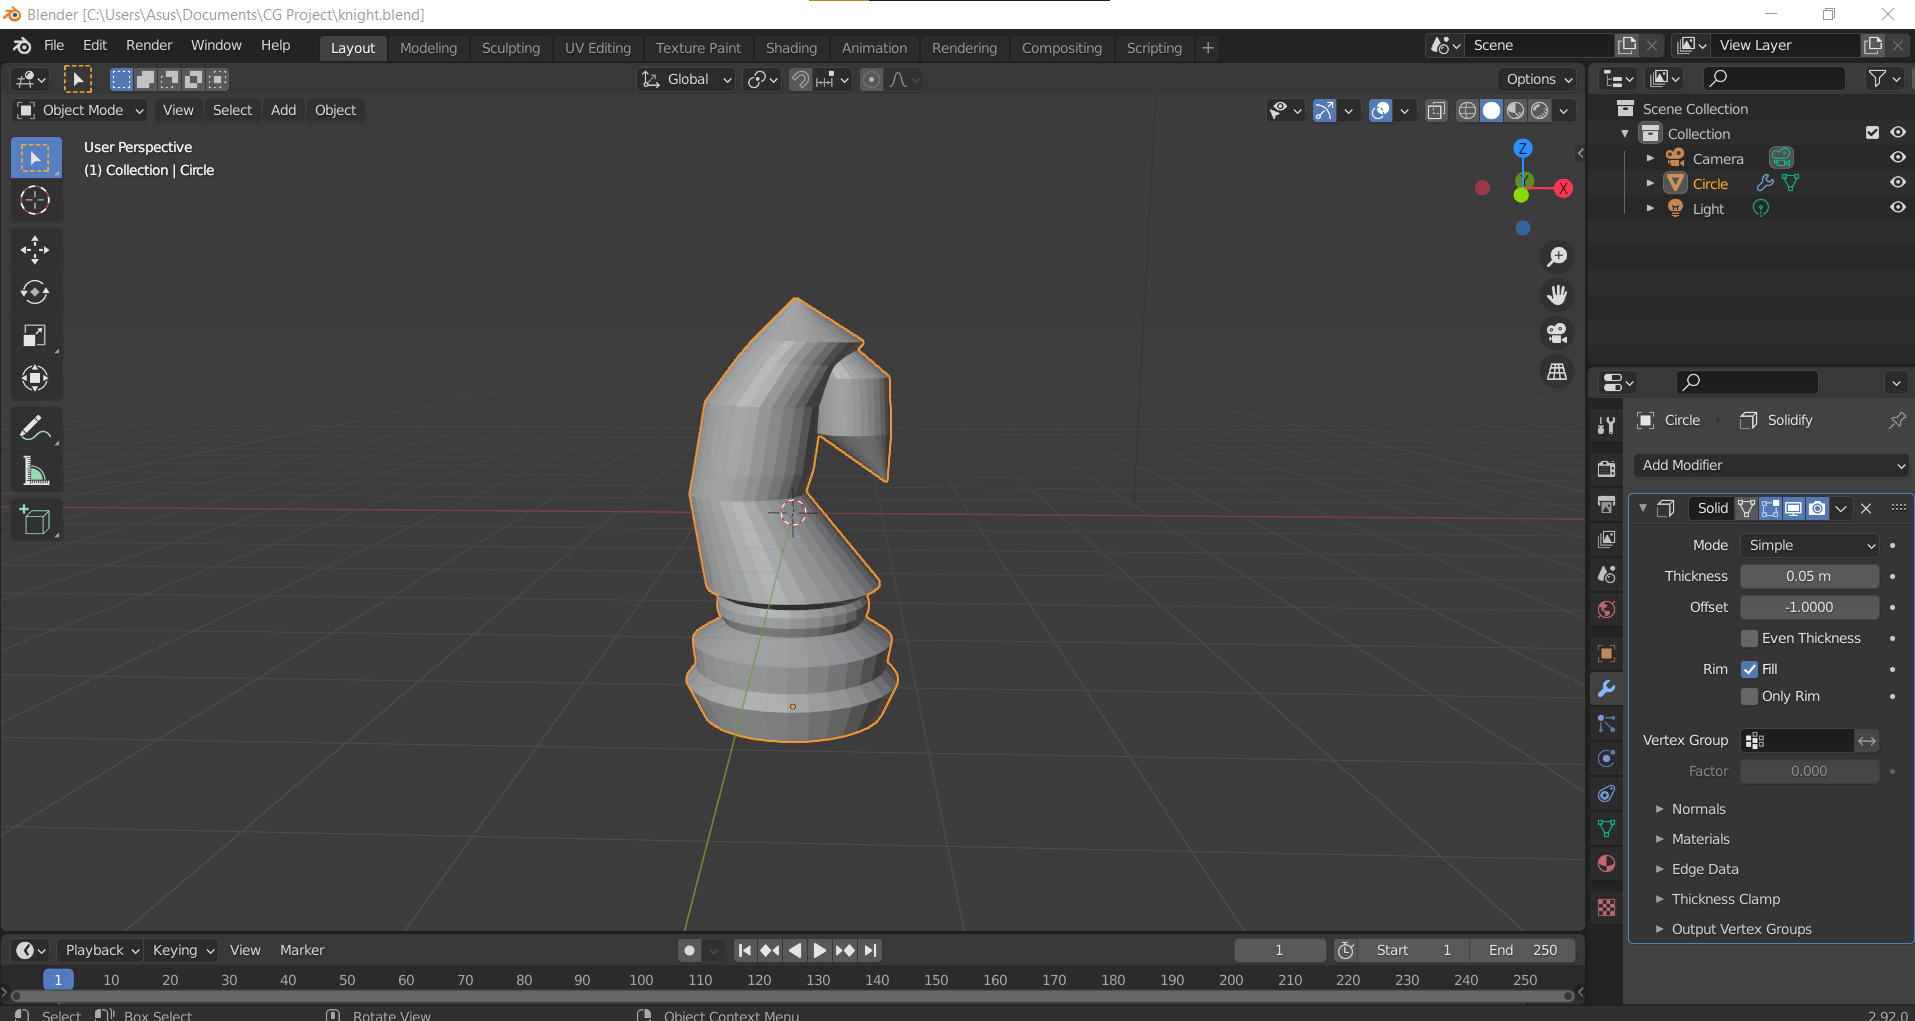 Blender [C:\Users\Asus\Documents\CG Project\knight.blend]
File Edit Render Window Help Layout Modeling Sculpting UV Editing Texture Paint Shading Animation Rendering Compositing Scripting + Scene View Layer
Global Options
Object Mode View Select Add Object
User Perspective
(1) Collection | Circle
Z
Y
X
Scene Collection
Collection
Camera
Circle
Light
Circle Solidify
Add Modifier
Solid
Mode Simple
Thickness 0.05 m
Offset -1.0000
Even Thickness
Rim Fill
Only Rim
Vertex Group
Factor 0.000
Normals
Materials
Edge Data
Thickness Clamp
Output Vertex Groups
Playback Keying View Marker 1 Start 1 End 250
1 10 20 30 40 50 60 70 80 90 100 110 120 130 140 150 160 170 180 190 200 210 220 230 240 250
Select Box Select Rotate View Object Context Menu 2.92.0